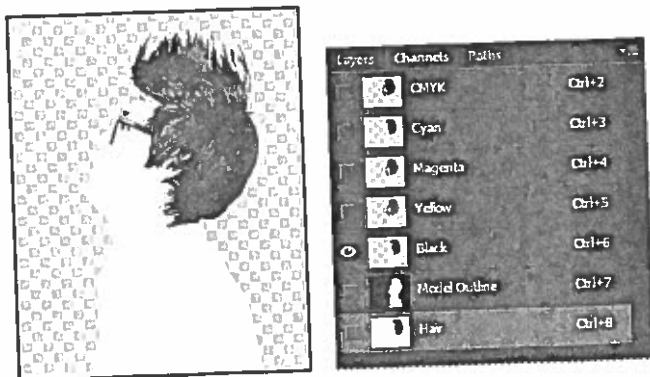 Layers Channels Paths
CMYK Ctrl+2
Cyan Ctrl+3
Magenta Ctrl+4
Yellow Ctrl+5
Black Ctrl+6
Model Outline Ctrl+7
Hair Ctrl+8